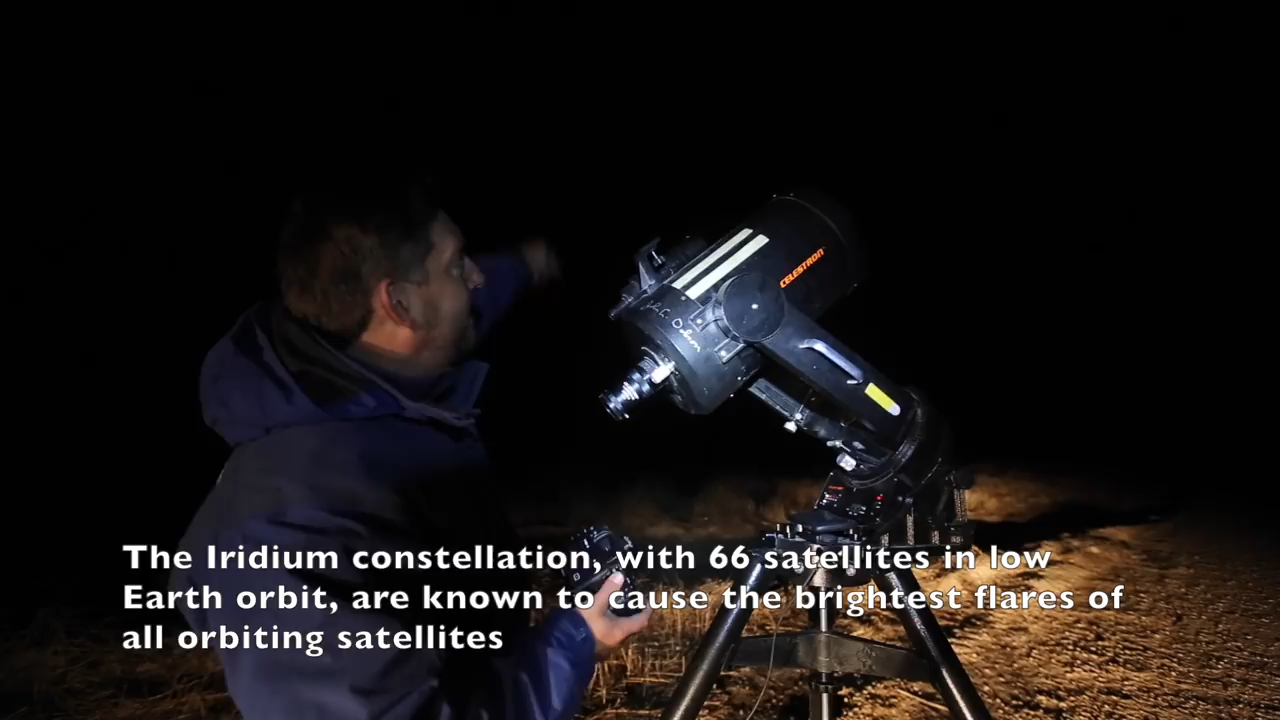 CELESTRON
The Iridium constellation, with 66 satellites in low
Earth orbit, are known to cause the brightest flares of
all orbiting satellites